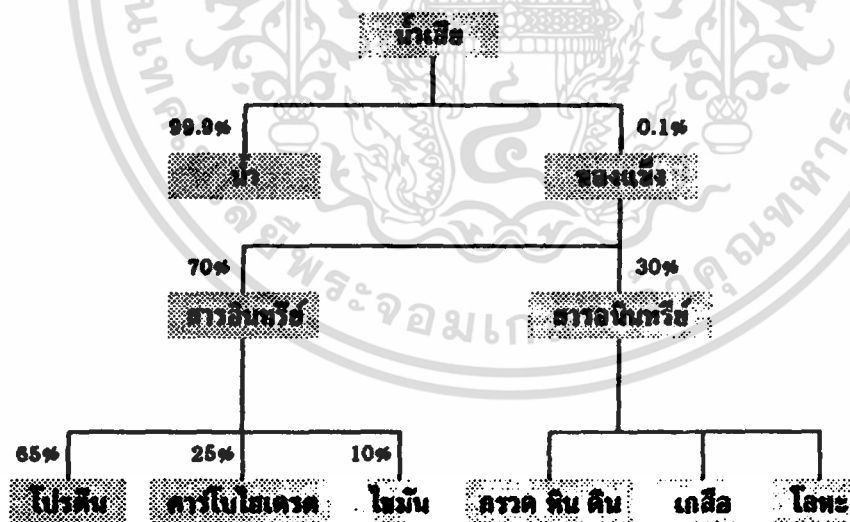 น้ำเสีย
99.9% 0.1%
น้ำ ของแข็ง
70% 30%
สารอินทรีย์ สารอนินทรีย์
65% 25% 10%
โปรตีน คาร์โบไฮเดรต ไขมัน กรวด หิน ดิน เกลือ โลหะ